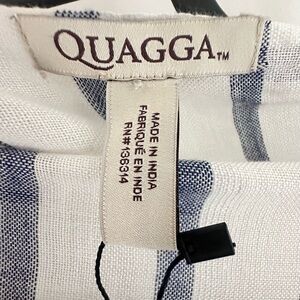 QUAGGA™
MADE IN INDIA
FABRIQUÉ EN INDE
RN# 136314